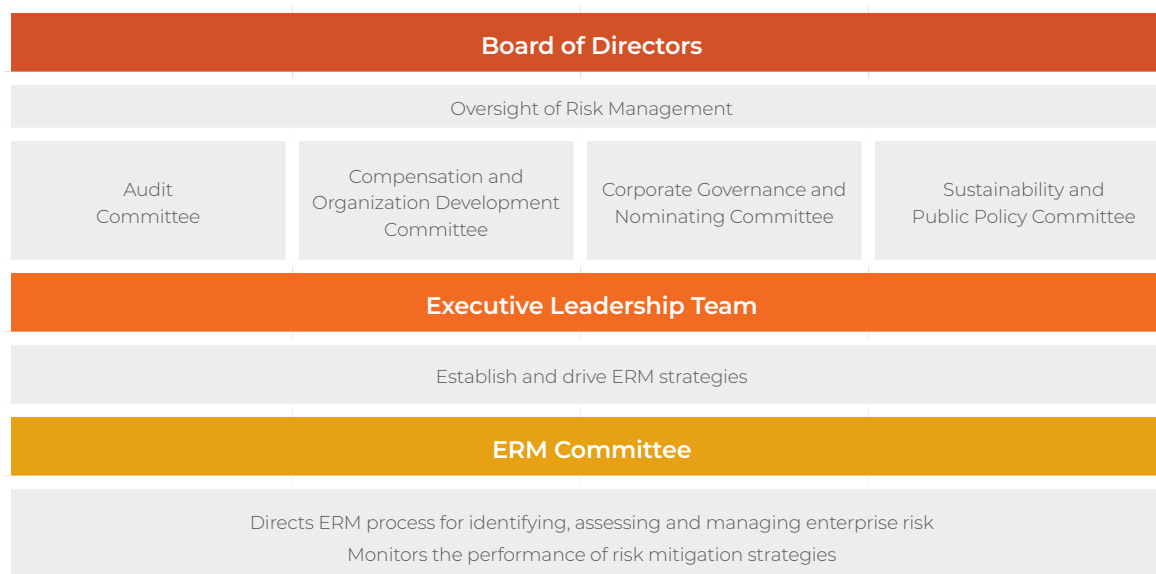 Board of Directors
Oversight of Risk Management
Audit
Committee
Compensation and
Organization Development
Committee
Corporate Governance and
Nominating Committee
Sustainability and
Public Policy Committee
Executive Leadership Team
Establish and drive ERM strategies
ERM Committee
Directs ERM process for identifying, assessing and managing enterprise risk
Monitors the performance of risk mitigation strategies